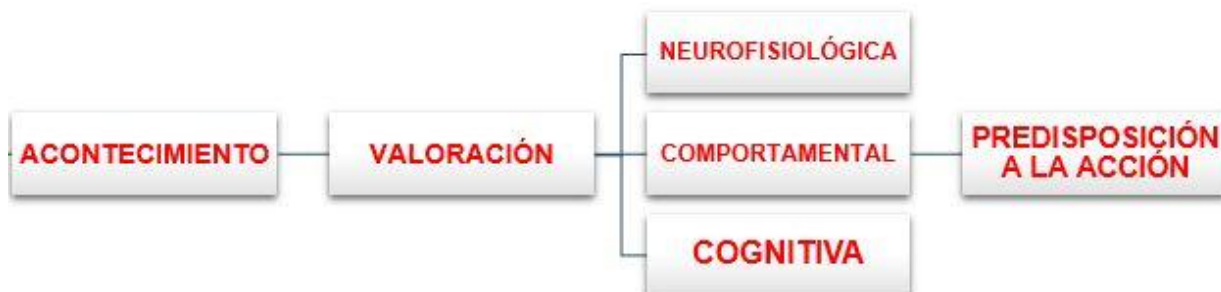 ACONTECIMIENTO
VALORACIÓN
NEUROFISIOLÓGICA
COMPORTAMENTAL
COGNITIVA
PREDISPOSICIÓN
A LA ACCIÓN